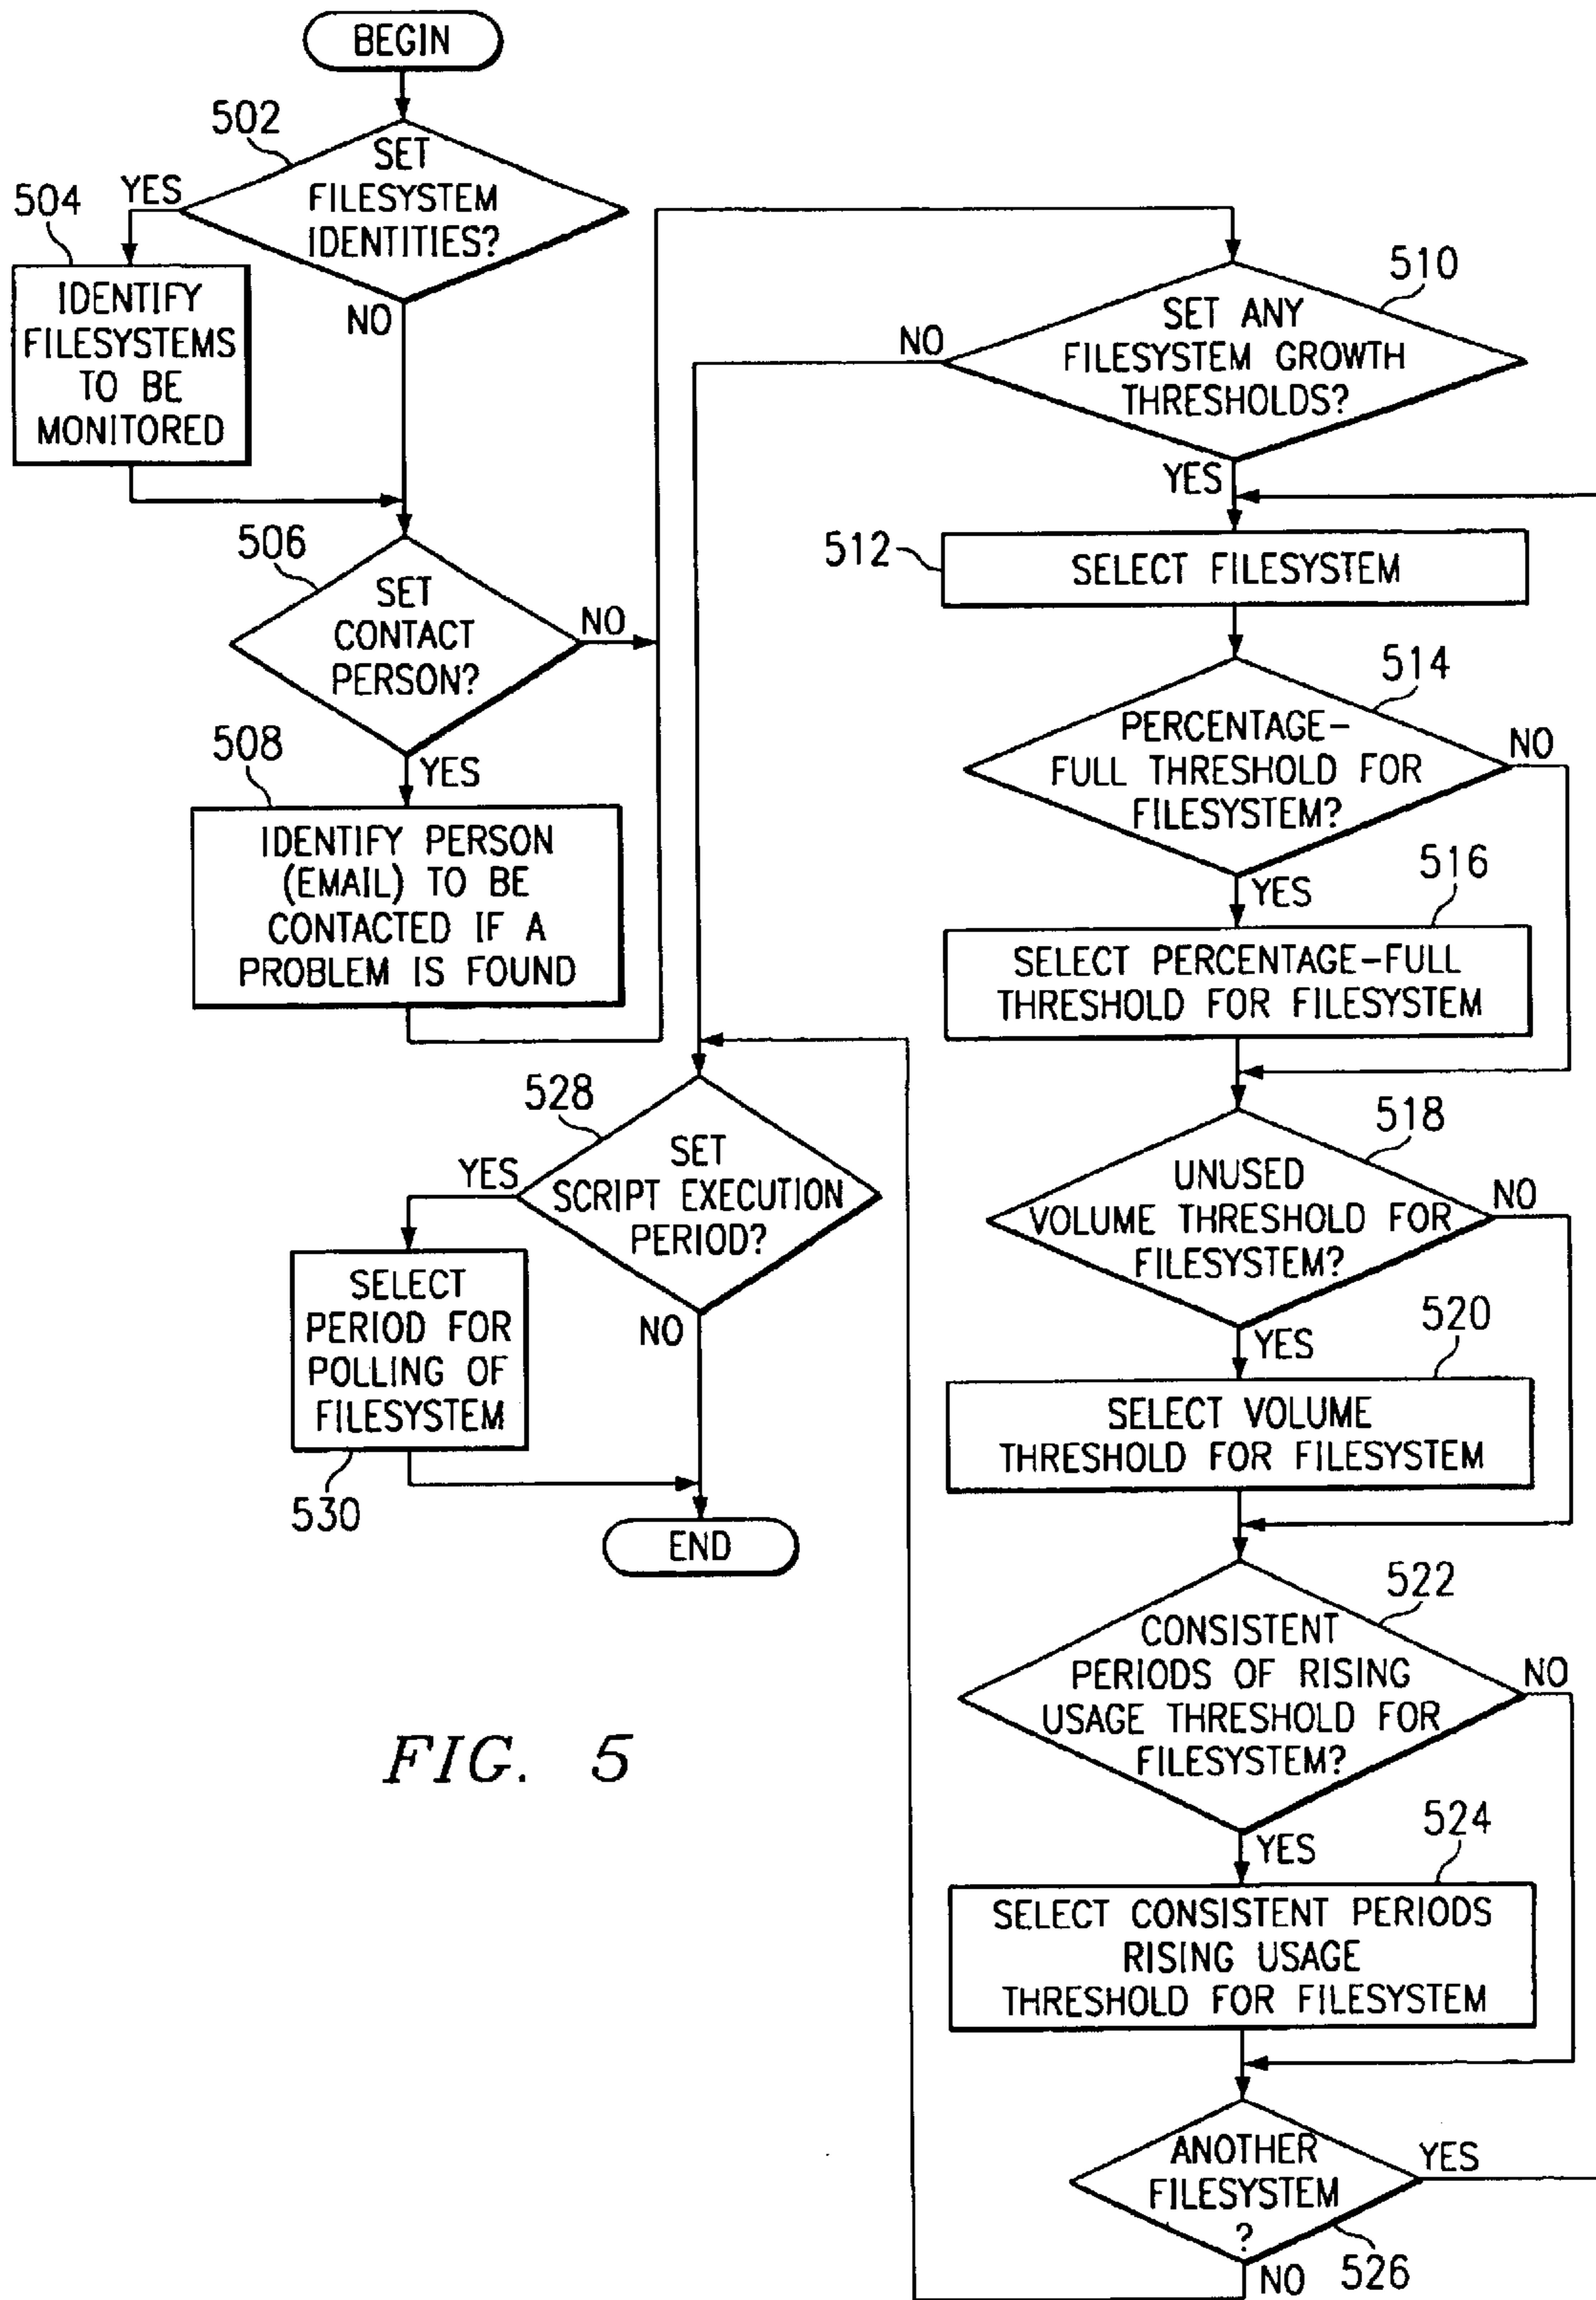 BEGIN
502
SET
FILESYSTEM
IDENTITIES?
YES
NO
504
IDENTIFY
FILESYSTEMS
TO BE
MONITORED
506
SET
CONTACT
PERSON?
NO
YES
508
IDENTIFY PERSON
(EMAIL) TO BE
CONTACTED IF A
PROBLEM IS FOUND
510
SET ANY
FILESYSTEM GROWTH
THRESHOLDS?
NO
YES
512
SELECT FILESYSTEM
514
PERCENTAGE-
FULL THRESHOLD FOR
FILESYSTEM?
NO
YES
516
SELECT PERCENTAGE-FULL
THRESHOLD FOR FILESYSTEM
518
UNUSED
VOLUME THRESHOLD FOR
FILESYSTEM?
NO
YES
520
SELECT VOLUME
THRESHOLD FOR FILESYSTEM
522
CONSISTENT
PERIODS OF RISING
USAGE THRESHOLD FOR
FILESYSTEM?
NO
YES
524
SELECT CONSISTENT PERIODS
RISING USAGE
THRESHOLD FOR FILESYSTEM
ANOTHER
FILESYSTEM
?
YES
NO
526
528
SET
SCRIPT EXECUTION
PERIOD?
YES
NO
SELECT
PERIOD FOR
POLLING OF
FILESYSTEM
530
END
FIG. 5